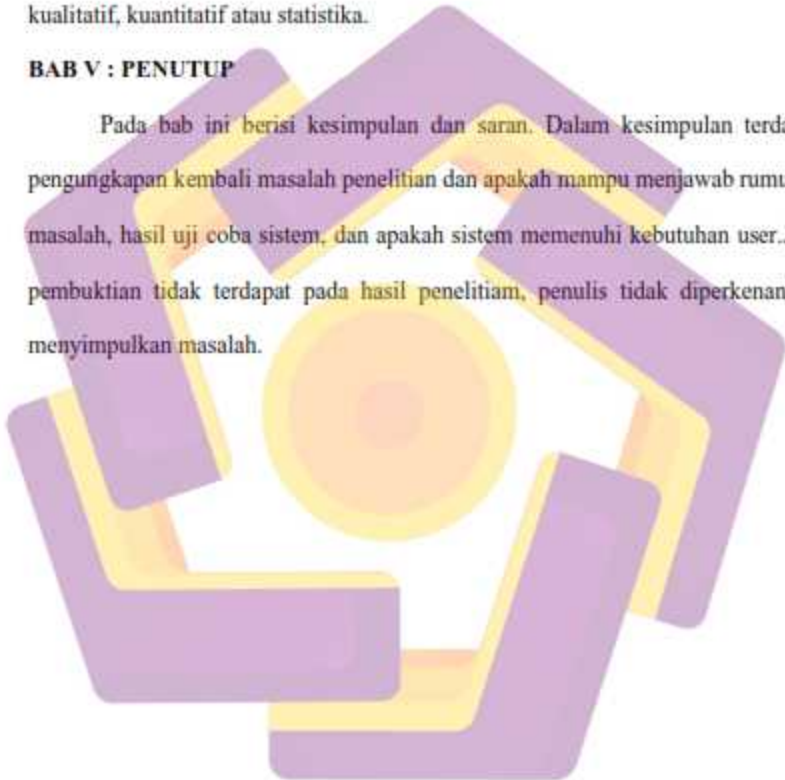 kualitatif, kuantitatif atau statistika.
BAB V : PENUTUP
Pada bab ini berisi kesimpulan dan saran. Dalam kesimpulan terda
pengungkapan kembali masalah penelitian dan apakah mampu menjawab rumu
masalah, hasil uji coba sistem, dan apakah sistem memenuhi kebutuhan user..
pembuktian tidak terdapat pada hasil penelitiam, penulis tidak diperkenan
menyimpulkan masalah.